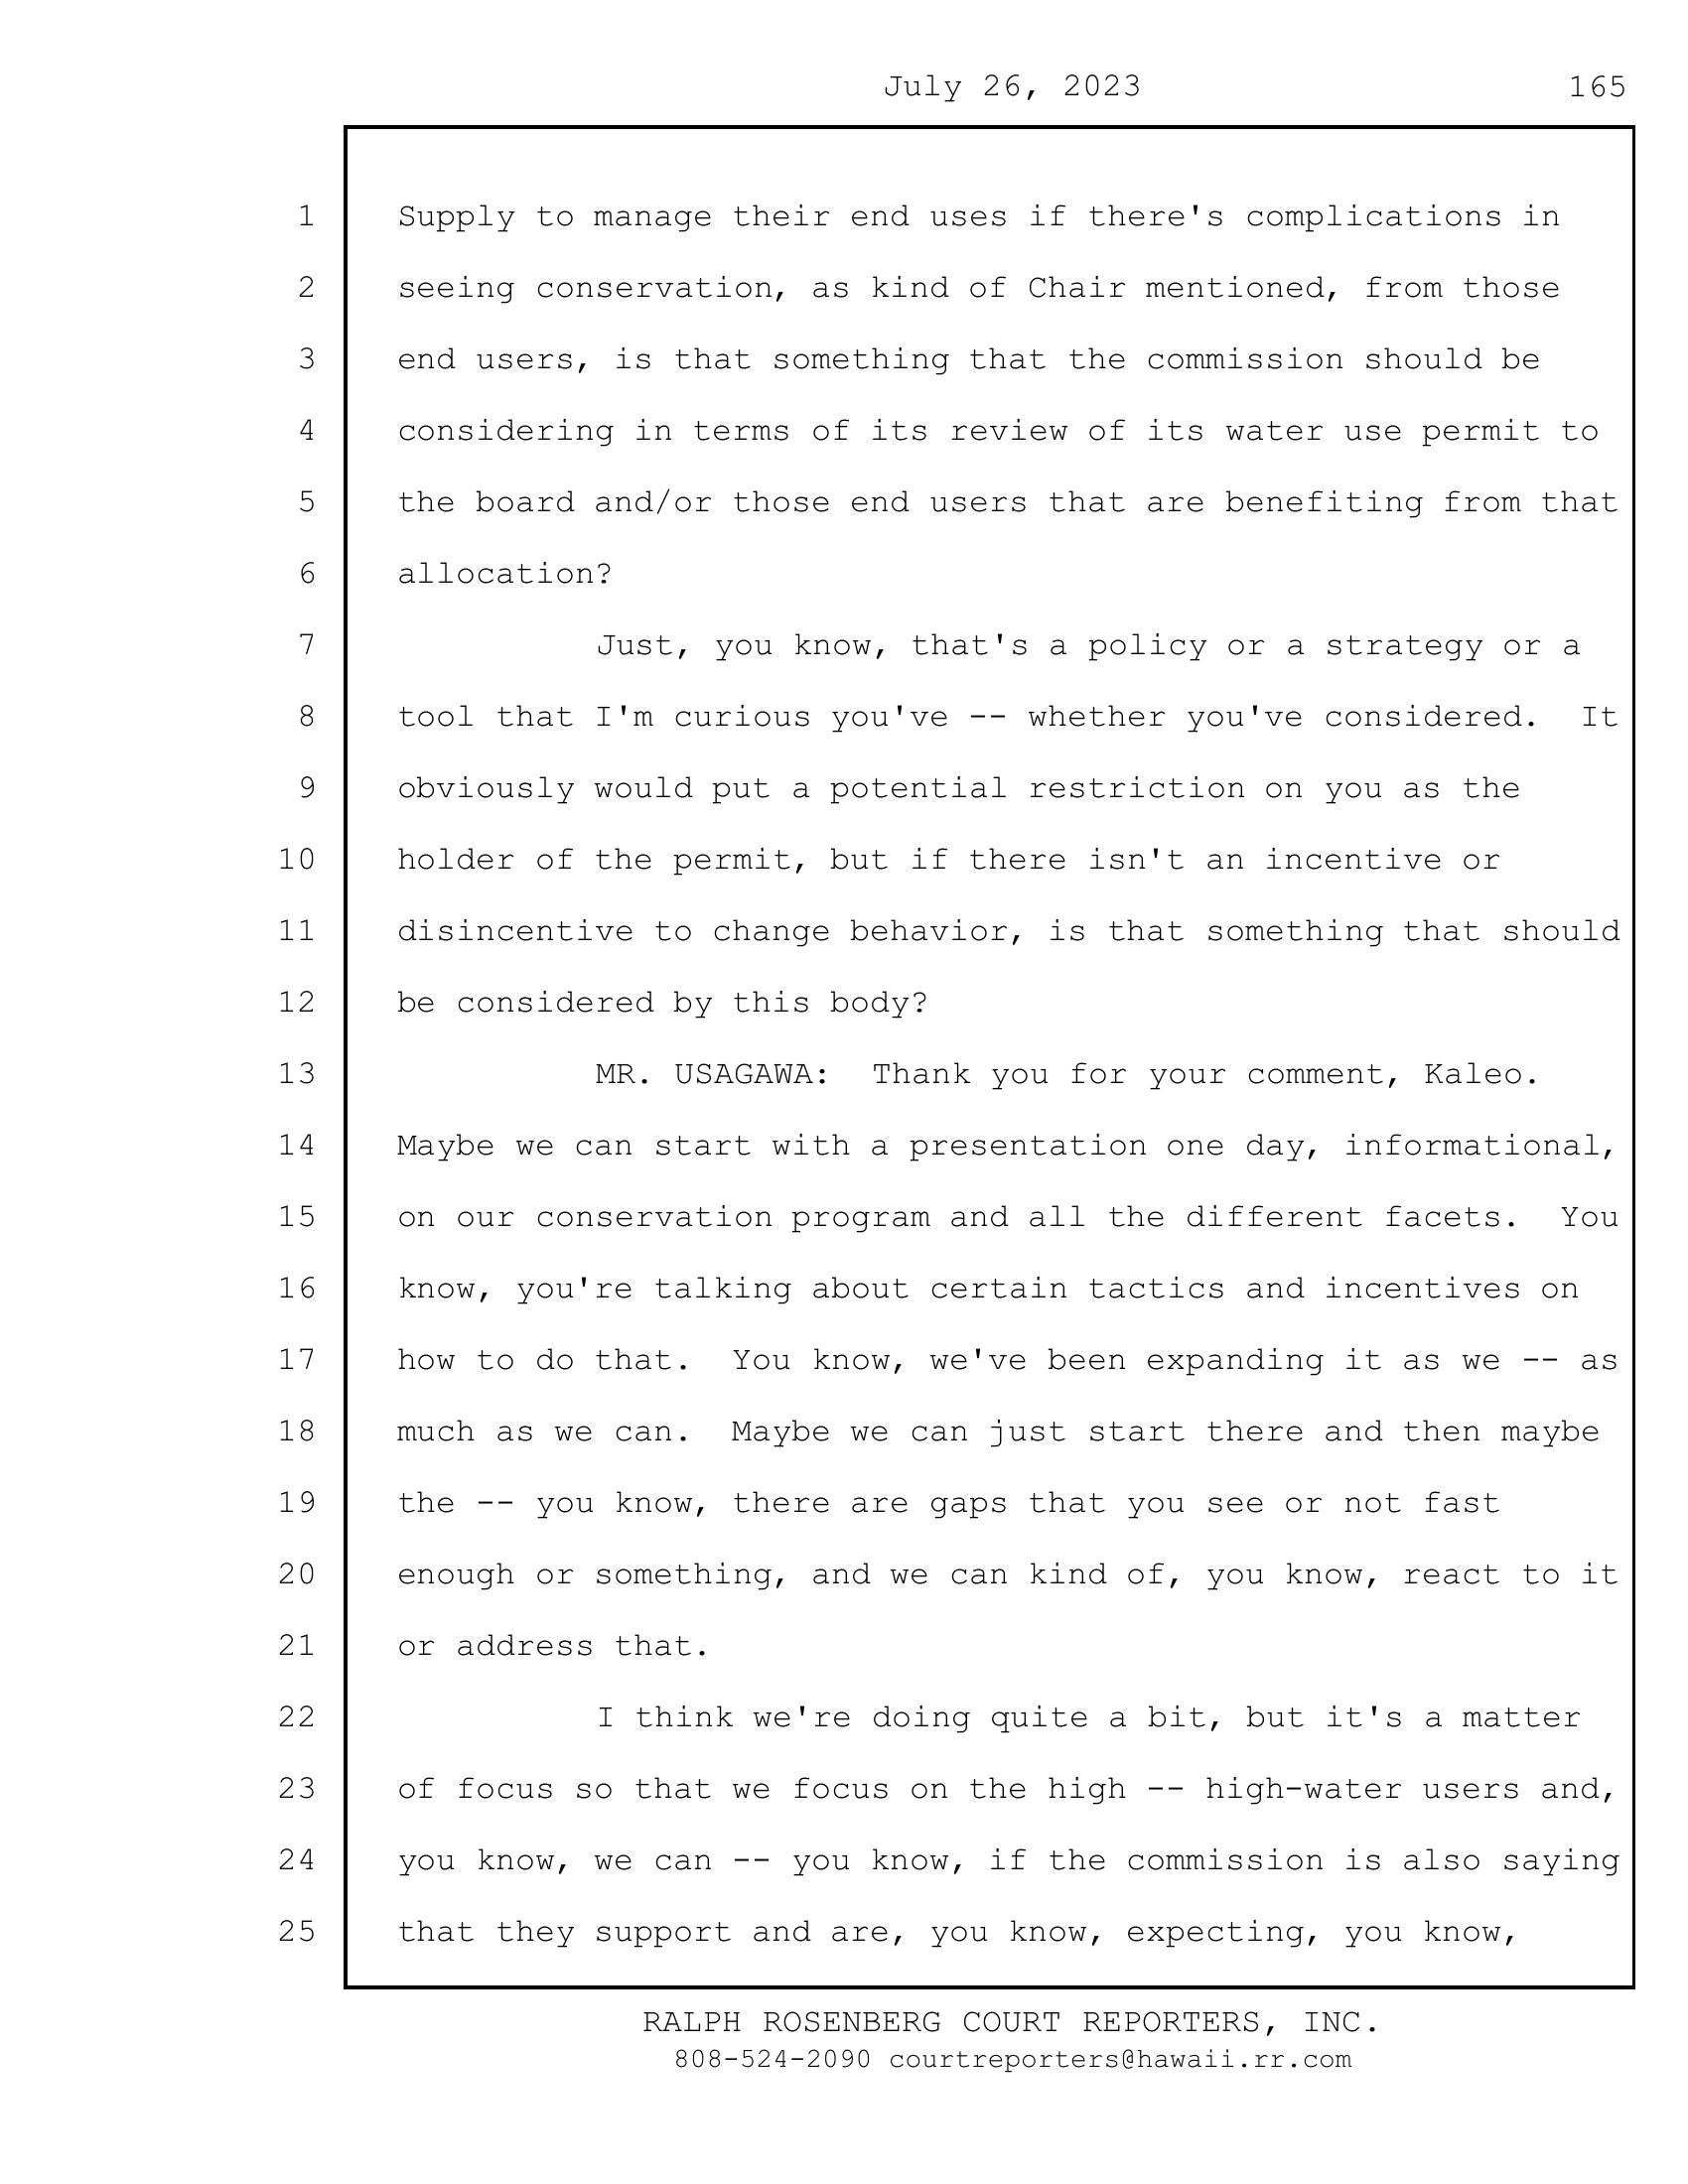 July 26, 2023 165
1 Supply to manage their end uses if there's complications in
2 seeing conservation, as kind of Chair mentioned, from those
3 end users, is that something that the commission should be
4 considering in terms of its review of its water use permit to
5 the board and/or those end users that are benefiting from that
6 allocation?
7 Just, you know, that's a policy or a strategy or a
8 tool that I'm curious you've -- whether you've considered.  It
9 obviously would put a potential restriction on you as the
10 holder of the permit, but if there isn't an incentive or
11 disincentive to change behavior, is that something that should
12 be considered by this body?
13 MR. USAGAWA:  Thank you for your comment, Kaleo.
14 Maybe we can start with a presentation one day, informational,
15 on our conservation program and all the different facets.  You
16 know, you're talking about certain tactics and incentives on
17 how to do that.  You know, we've been expanding it as we -- as
18 much as we can.  Maybe we can just start there and then maybe
19 the -- you know, there are gaps that you see or not fast
20 enough or something, and we can kind of, you know, react to it
21 or address that.
22 I think we're doing quite a bit, but it's a matter
23 of focus so that we focus on the high -- high-water users and,
24 you know, we can -- you know, if the commission is also saying
25 that they support and are, you know, expecting, you know,
RALPH ROSENBERG COURT REPORTERS, INC.
808-524-2090 courtreporters@hawaii.rr.com